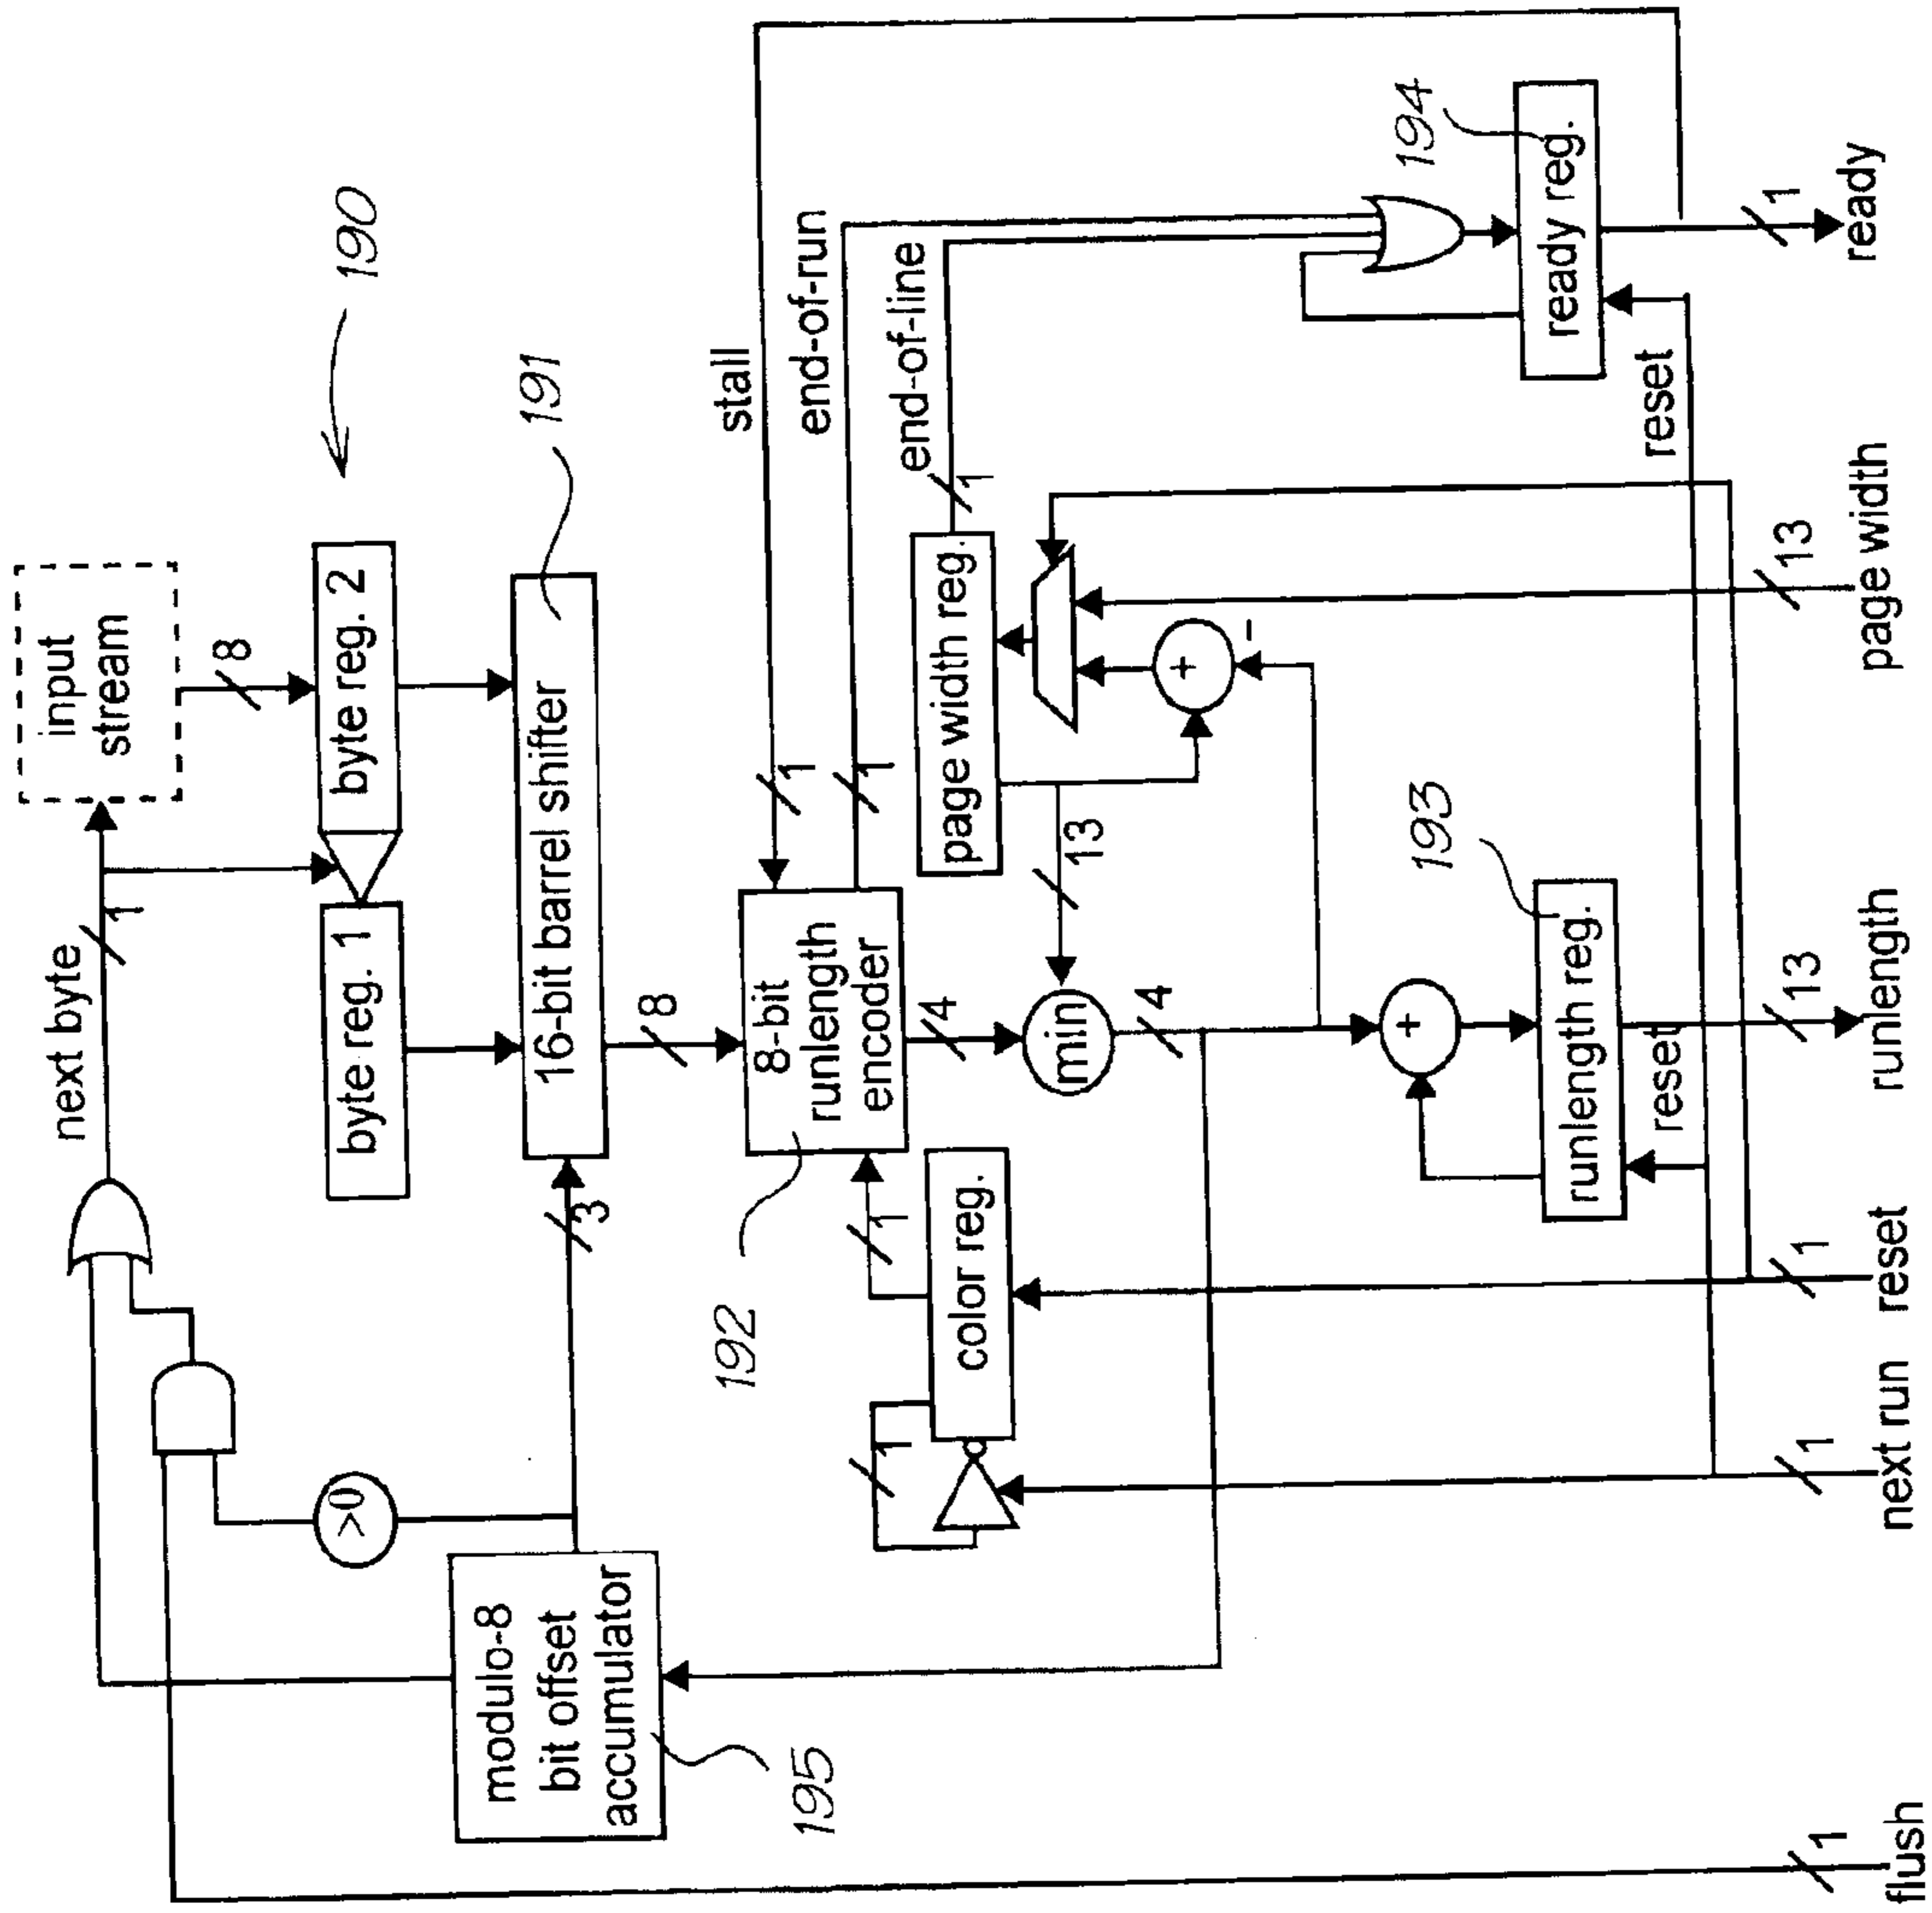 input
stream
next byte
1
8
190
byte reg. 1
byte reg. 2
16-bit barrel shifter
191
3
>0
modulo-8
bit offset
accumulator
195
8
stall
1
end-of-run
1
end-of-line
1
8-bit
runlength
encoder
192
color reg.
1
1
4
min
4
13
page width reg.
+
-
+
193
runlength reg.
reset
194
ready reg.
reset
1
flush
1
next run
1
reset
13
runlength
13
page width
1
ready